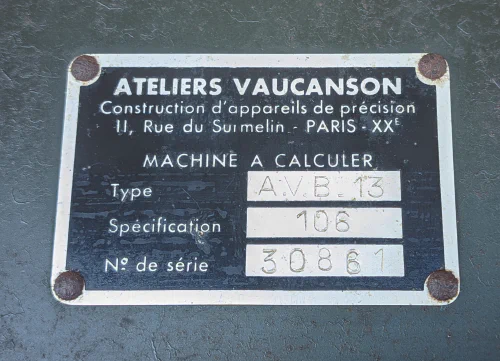 ATELIERS VAUCANSON
Construction d'appareils de précision
11, Rue du Surmelin - PARIS - XXᴱ
MACHINE A CALCULER
Type A.V.B. 13
Spécification 106
Nº de série 30861